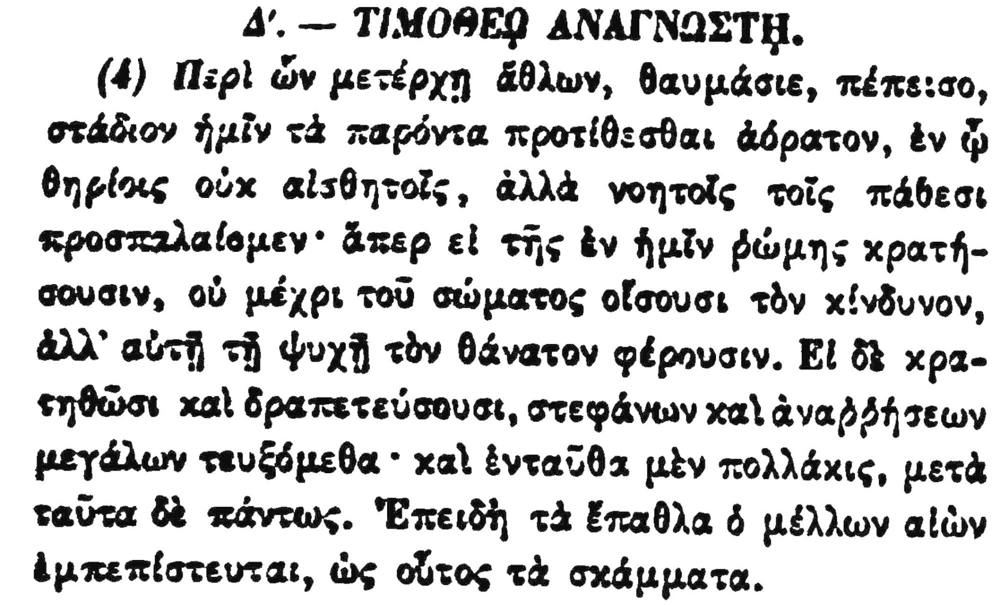 Δʹ. — ΤΙΜΟΘΕῼ ΑΝΑΓΝΩΣΤῌ.
(4) Περὶ ὧν μετέρχῃ ἄθλων, θαυμάσιε, πέπεισο,
στάδιον ἡμῖν τὰ παρόντα προτίθεσθαι ἀόρατον, ἐν ᾧ
θηρίοις οὐκ αἰσθητοῖς, ἀλλὰ νοητοῖς τοῖς πάθεσι
προσπαλαίομεν· ἅπερ εἰ τῆς ἐν ἡμῖν ῥώμης κρατή-
σουσιν, οὐ μέχρι τοῦ σώματος οἴσουσι τὸν κίνδυνον,
ἀλλ' αὐτῇ τῇ ψυχῇ τὸν θάνατον φέρουσιν. Εἰ δὲ κρα-
τηθῶσι καὶ δραπετεύσουσι, στεφάνων καὶ ἀναῤῥήσεων
μεγάλων τευξόμεθα· καὶ ἐνταῦθα μὲν πολλάκις, μετὰ
ταῦτα δὲ πάντως. Ἐπειδὴ τὰ ἔπαθλα ὁ μέλλων αἰὼν
ἐμπεπίστευται, ὡς οὗτος τὰ σκάμματα.